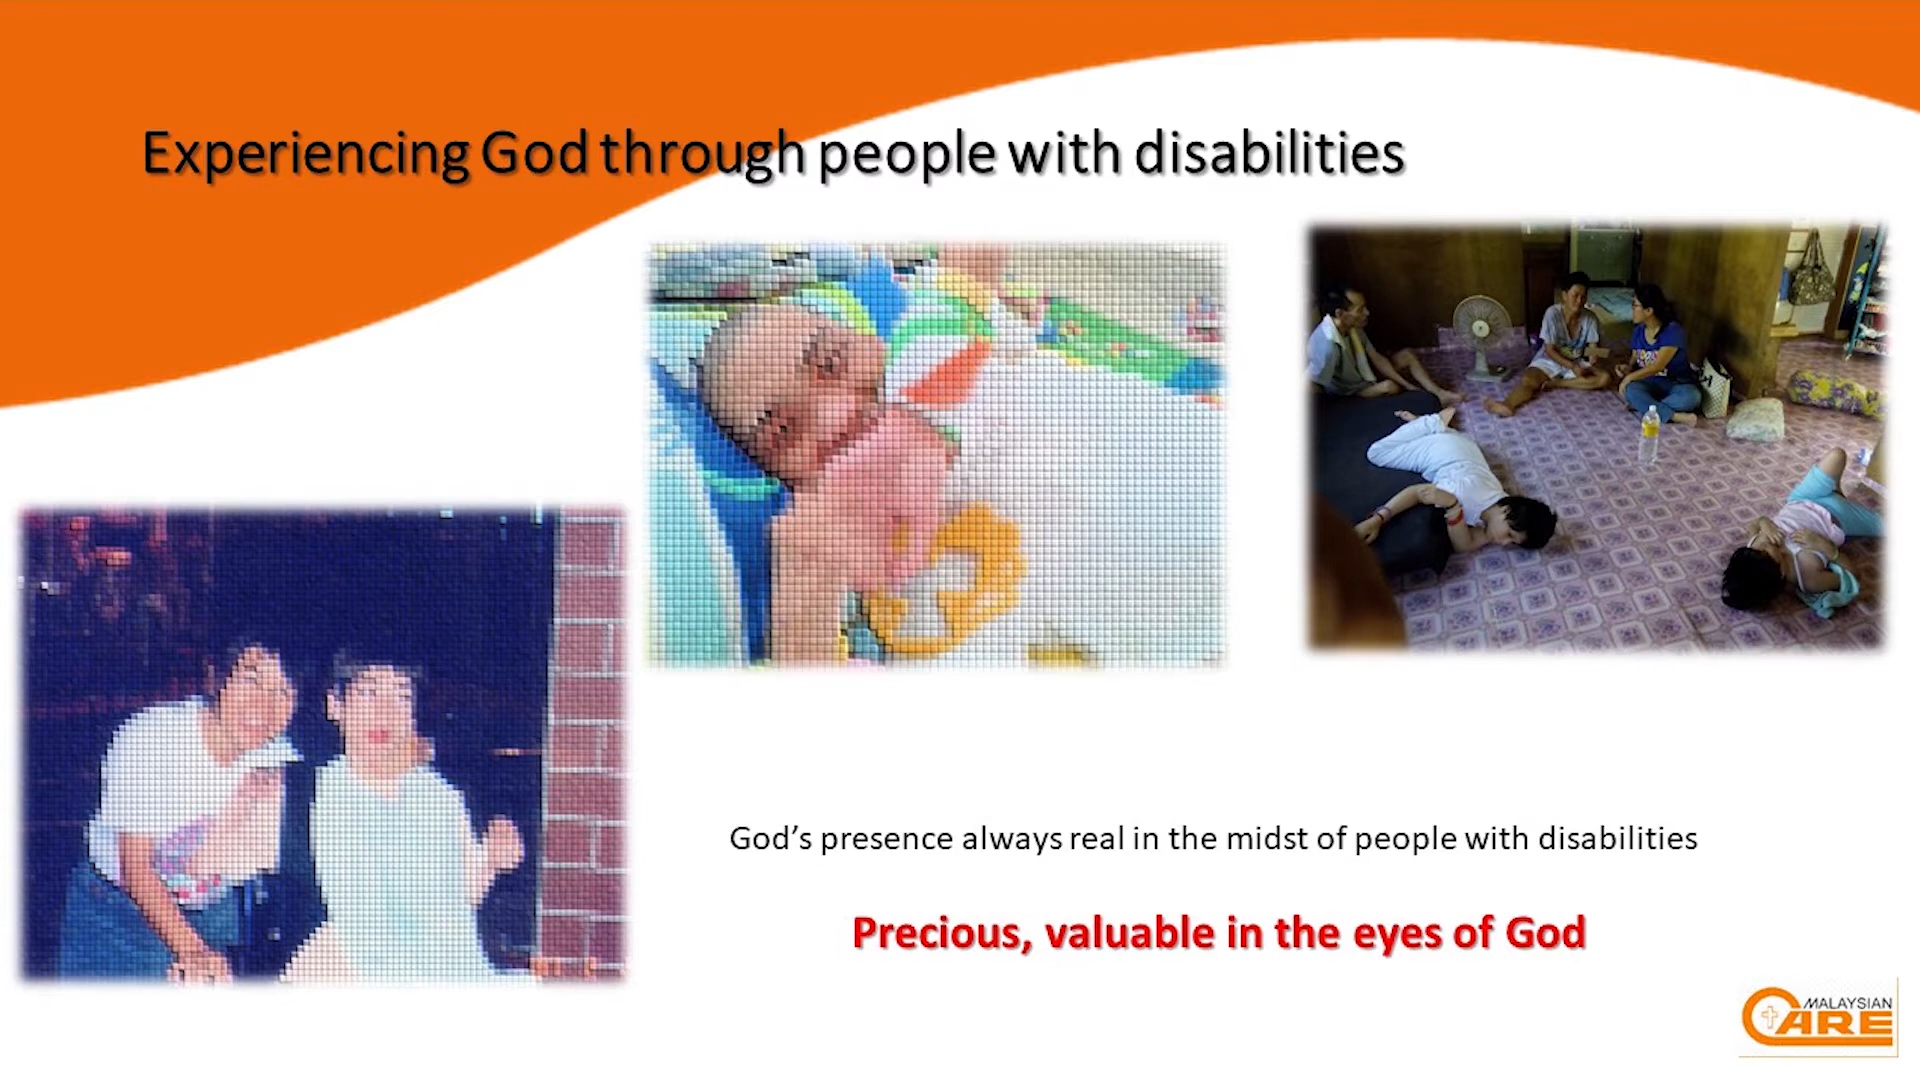 Experiencing God through people with disabilities
God’s presence always real in the midst of people with disabilities
Precious, valuable in the eyes of God
MALAYSIAN
CARE